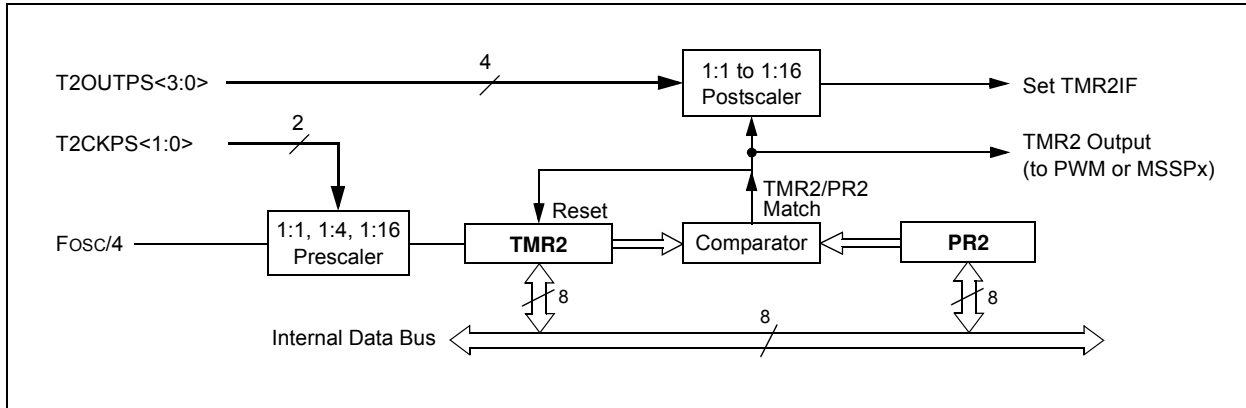 T2OUTPS<3:0>
4
1:1 to 1:16
Postscaler
Set TMR2IF
T2CKPS<1:0>
2
TMR2 Output
(to PWM or MSSPx)
TMR2/PR2
Match
Reset
FOSC/4
1:1, 1:4, 1:16
Prescaler
TMR2
Comparator
PR2
8
8
Internal Data Bus
8